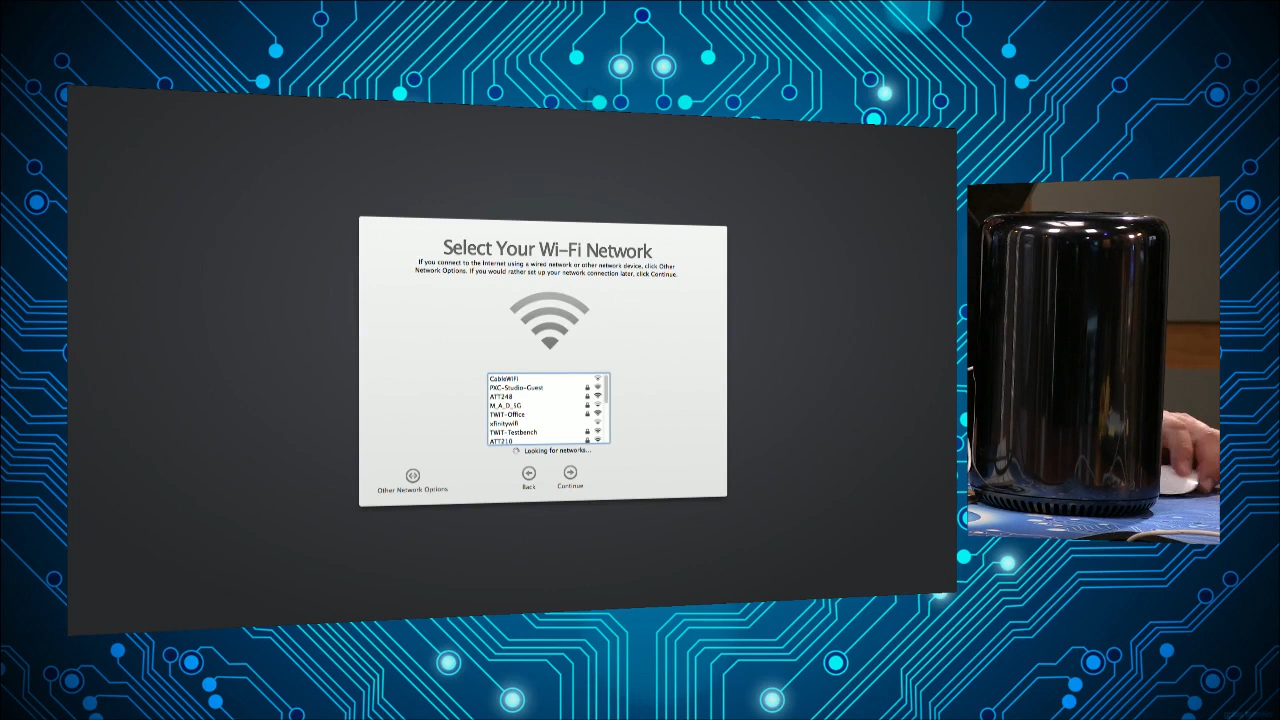 Select Your Wi-Fi Network
If you connect to the Internet using a wired network or other network device, click Other
Network Options. If you would rather set up your network connection later, click Continue.
CableWiFi
PXC-Studio-Guest
ATT248
M_A_D_5G
TWiT-Office
xfinitywifi
TWiT-Testbench
ATT210
Looking for networks...
Other Network Options
Back
Continue